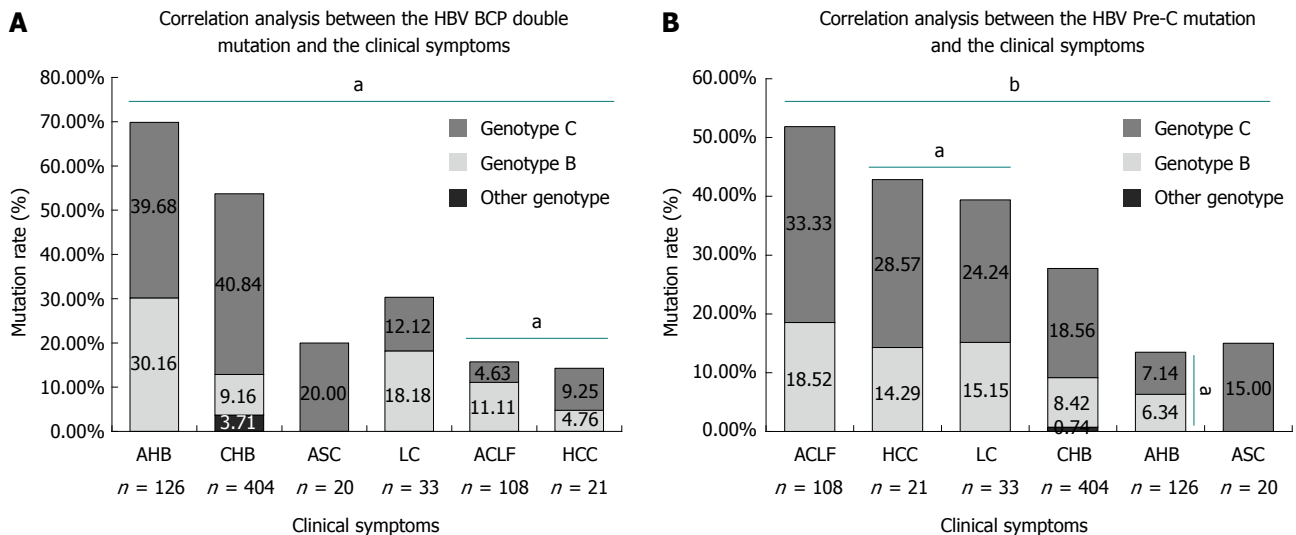 A
Correlation analysis between the HBV BCP double
mutation and the clinical symptoms
80.00%
70.00%
60.00%
50.00%
40.00%
30.00%
20.00%
10.00%
0.00%
Mutation rate (%)
a
Genotype C
Genotype B
Other genotype
39.68
30.16
40.84
9.16
3.71
20.00
12.12
18.18
a
4.63
11.11
9.25
4.76
AHB CHB ASC LC ACLF HCC
n = 126 n = 404 n = 20 n = 33 n = 108 n = 21
Clinical symptoms
B
Correlation analysis between the HBV Pre-C mutation
and the clinical symptoms
60.00%
50.00%
40.00%
30.00%
20.00%
10.00%
0.00%
Mutation rate (%)
b
Genotype C
Genotype B
Other genotype
a
33.33
18.52
28.57
14.29
24.24
15.15
18.56
8.42
0.74
7.14
6.34
a
15.00
ACLF HCC LC CHB AHB ASC
n = 108 n = 21 n = 33 n = 404 n = 126 n = 20
Clinical symptoms